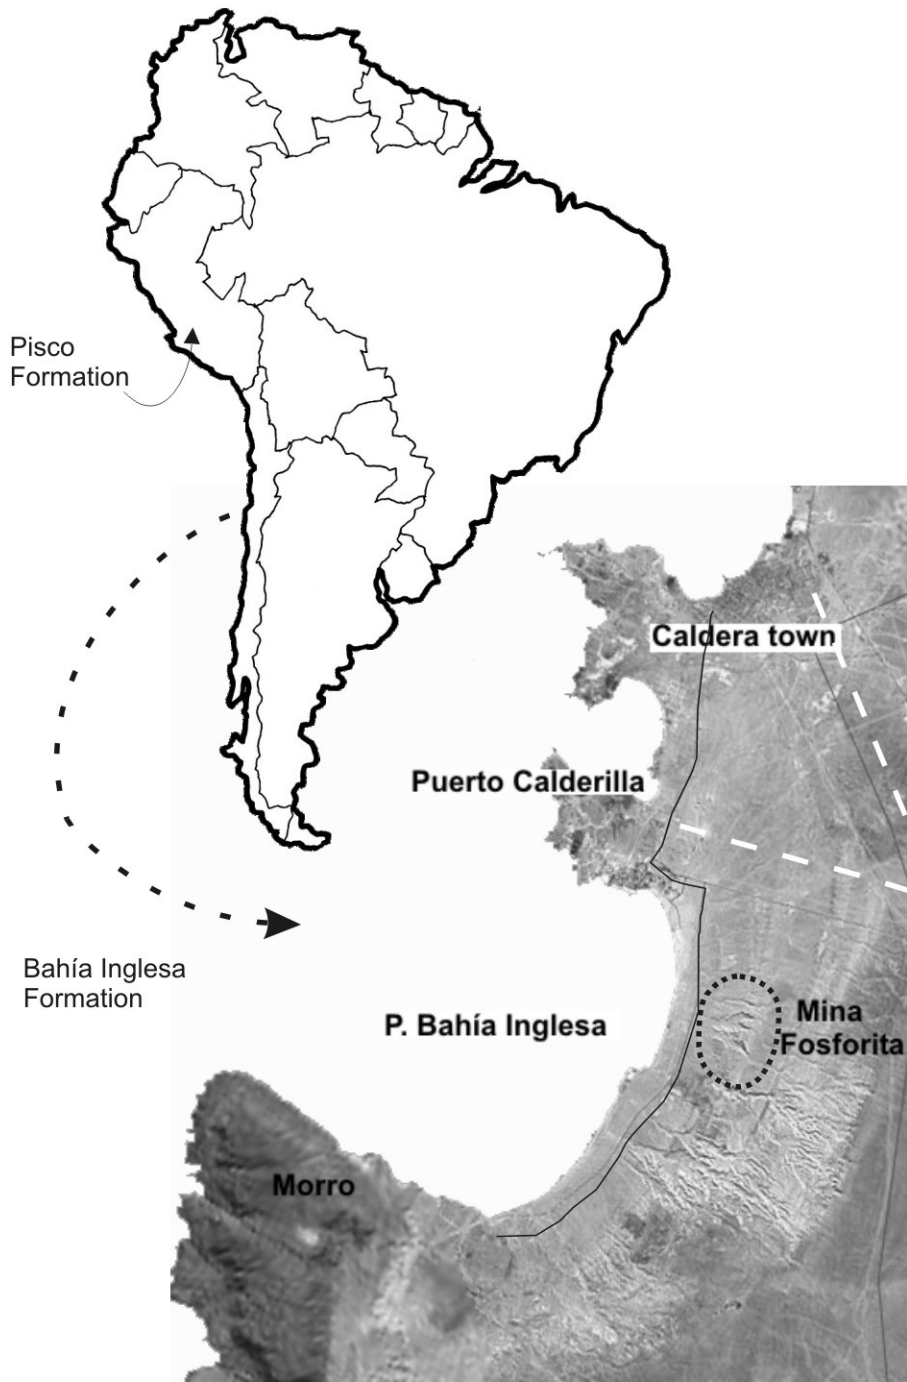 Pisco
Formation
Caldera town
Puerto Calderilla
Bahía Inglesa
Formation
P. Bahía Inglesa
Mina
Fosforita
Morro